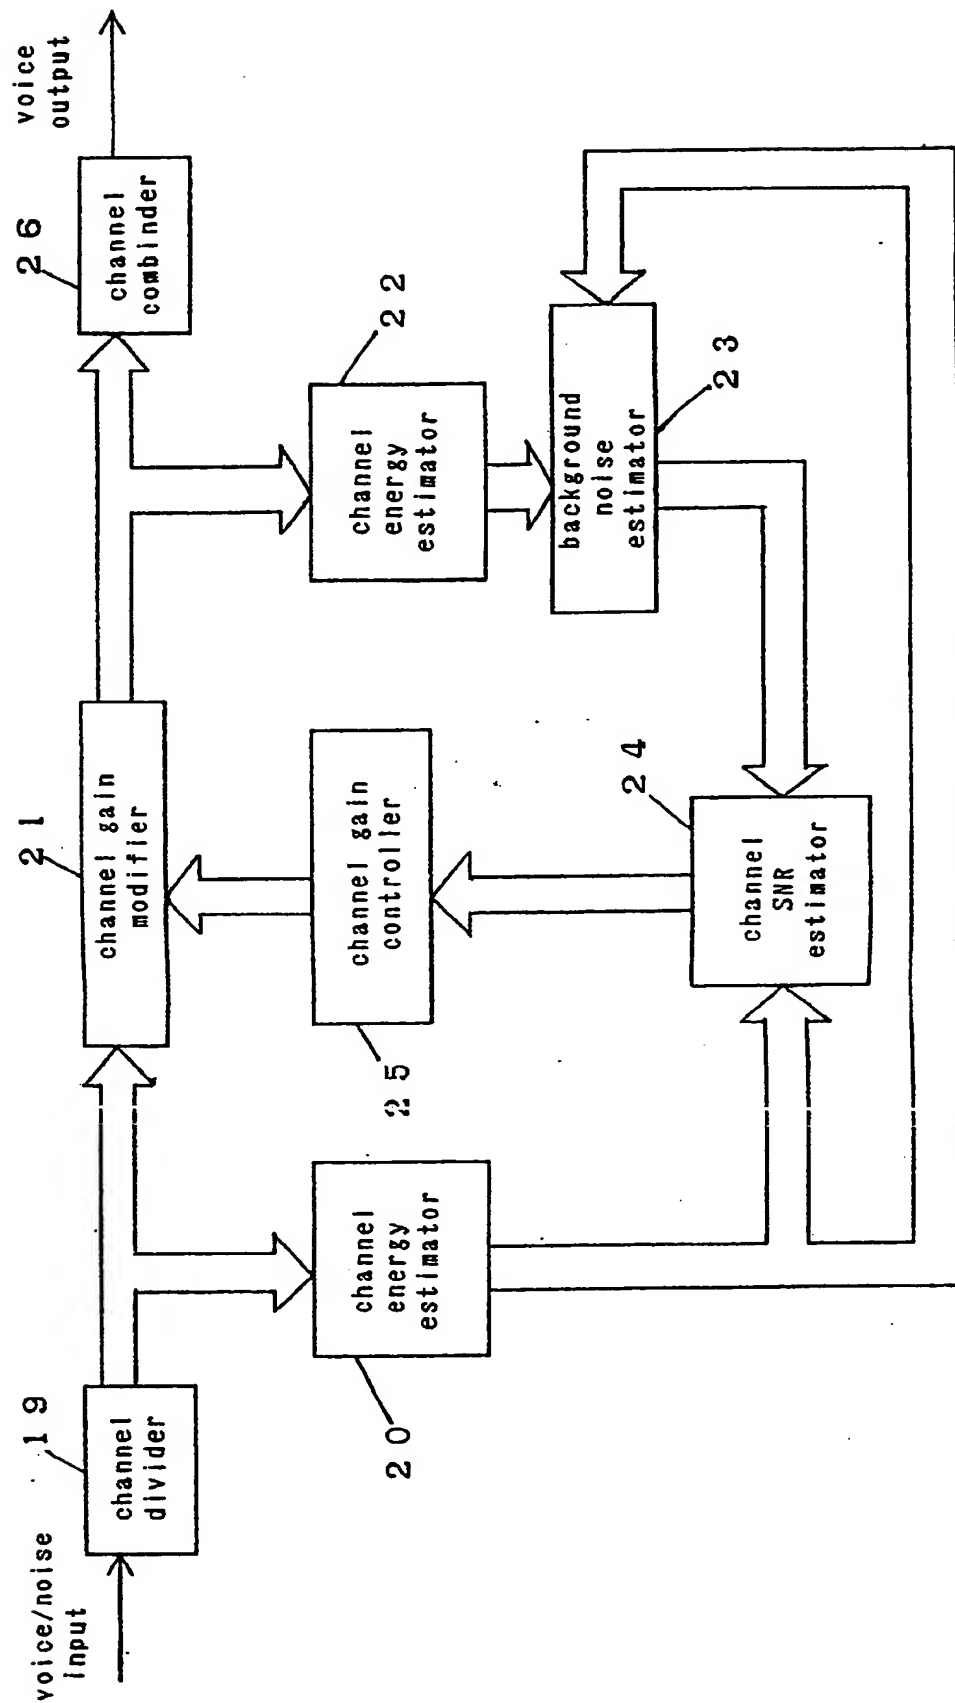 voice/noise
input
19
channel
divider
20
channel
energy
estimator
21
channel gain
modifier
25
channel gain
controller
24
channel
SNR
estimator
22
channel
energy
estimator
23
background
noise
estimator
26
channel
combinder
voice
output